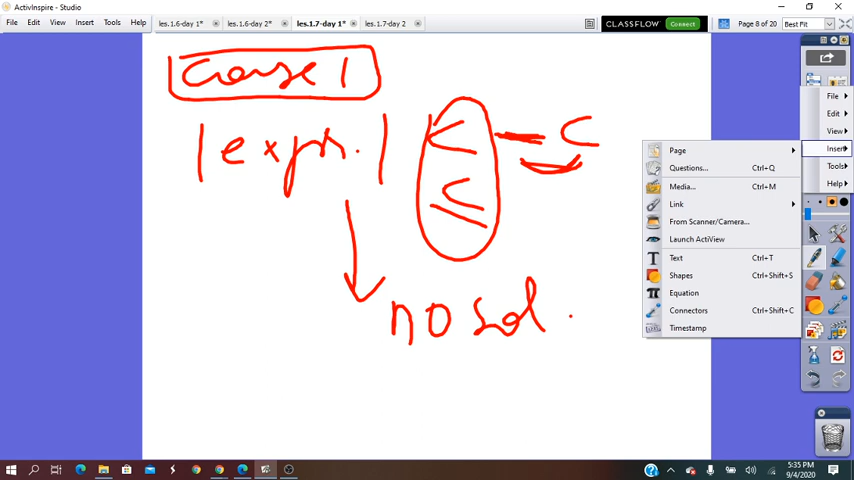 ActivInspire - Studio
File Edit View Insert Tools Help
les.1.6-day 1* les.1.6-day 2* les.1.7-day 1* les.1.7-day 2
CLASSFLOW Connect Page 8 of 20 Best Fit
|expr.| < - C
≤
no sol.
File
Edit
View
Insert
Tools
Help
Page
Questions... Ctrl+Q
Media... Ctrl+M
Link
From Scanner/Camera...
Launch ActiView
Text Ctrl+T
Shapes Ctrl+Shift+S
Equation
Connectors Ctrl+Shift+C
Timestamp
5:35 PM
9/4/2020